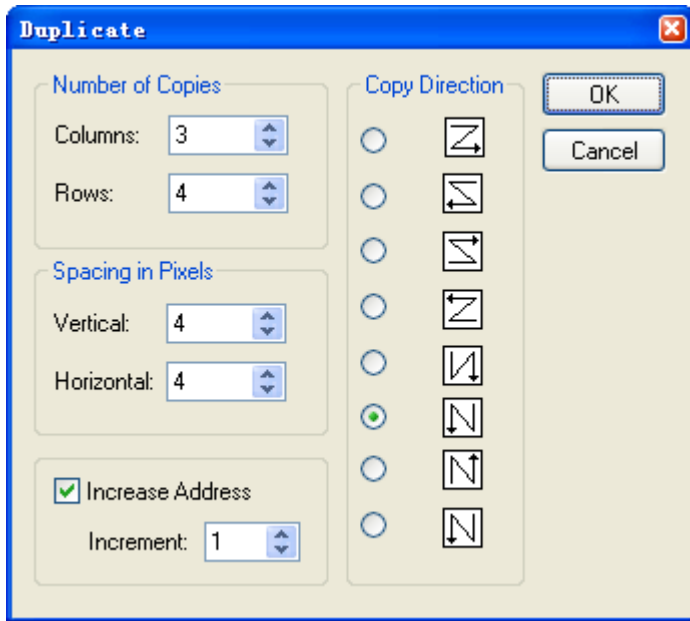 Duplicate
Number of Copies
Columns: 3
Rows: 4
Spacing in Pixels
Vertical: 4
Horizontal: 4
Increase Address
Increment: 1
Copy Direction
OK
Cancel